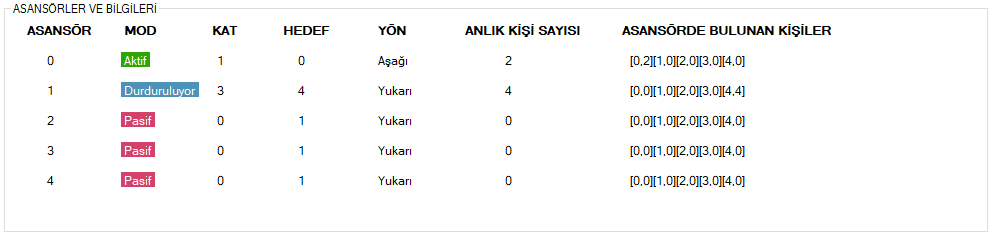 ASANSÖRLER VE BİLGİLERİ
ASANSÖR MOD KAT HEDEF YÖN ANLIK KİŞİ SAYISI ASANSÖRDE BULUNAN KİŞİLER
0 Aktif 1 0 Aşağı 2 [0,2][1,0][2,0][3,0][4,0]
1 Durduruluyor 3 4 Yukarı 4 [0,0][1,0][2,0][3,0][4,4]
2 Pasif 0 1 Yukarı 0 [0,0][1,0][2,0][3,0][4,0]
3 Pasif 0 1 Yukarı 0 [0,0][1,0][2,0][3,0][4,0]
4 Pasif 0 1 Yukarı 0 [0,0][1,0][2,0][3,0][4,0]